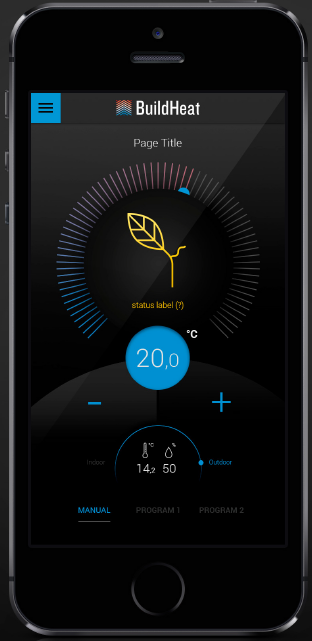 BuildHeat
Page Title
status label (?)
°C
20,0
°C %
14,2 50
Indoor Outdoor
MANUAL PROGRAM 1 PROGRAM 2